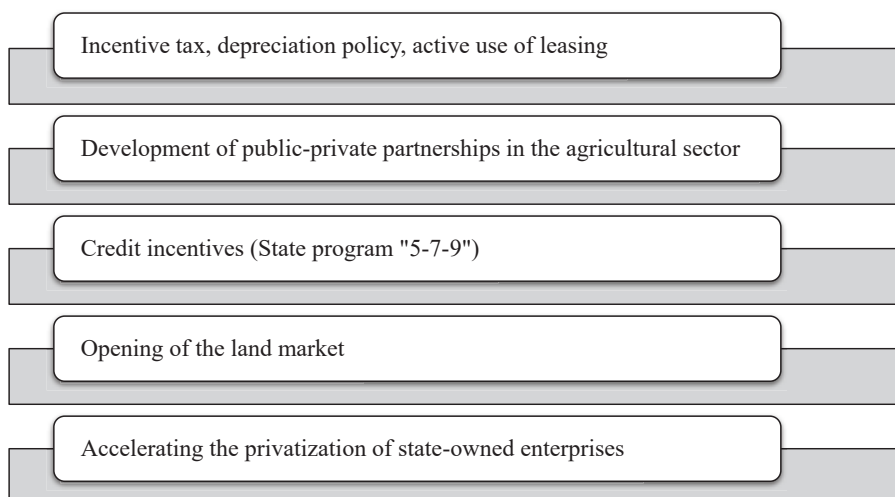 Incentive tax, depreciation policy, active use of leasing
Development of public-private partnerships in the agricultural sector
Credit incentives (State program "5-7-9")
Opening of the land market
Accelerating the privatization of state-owned enterprises